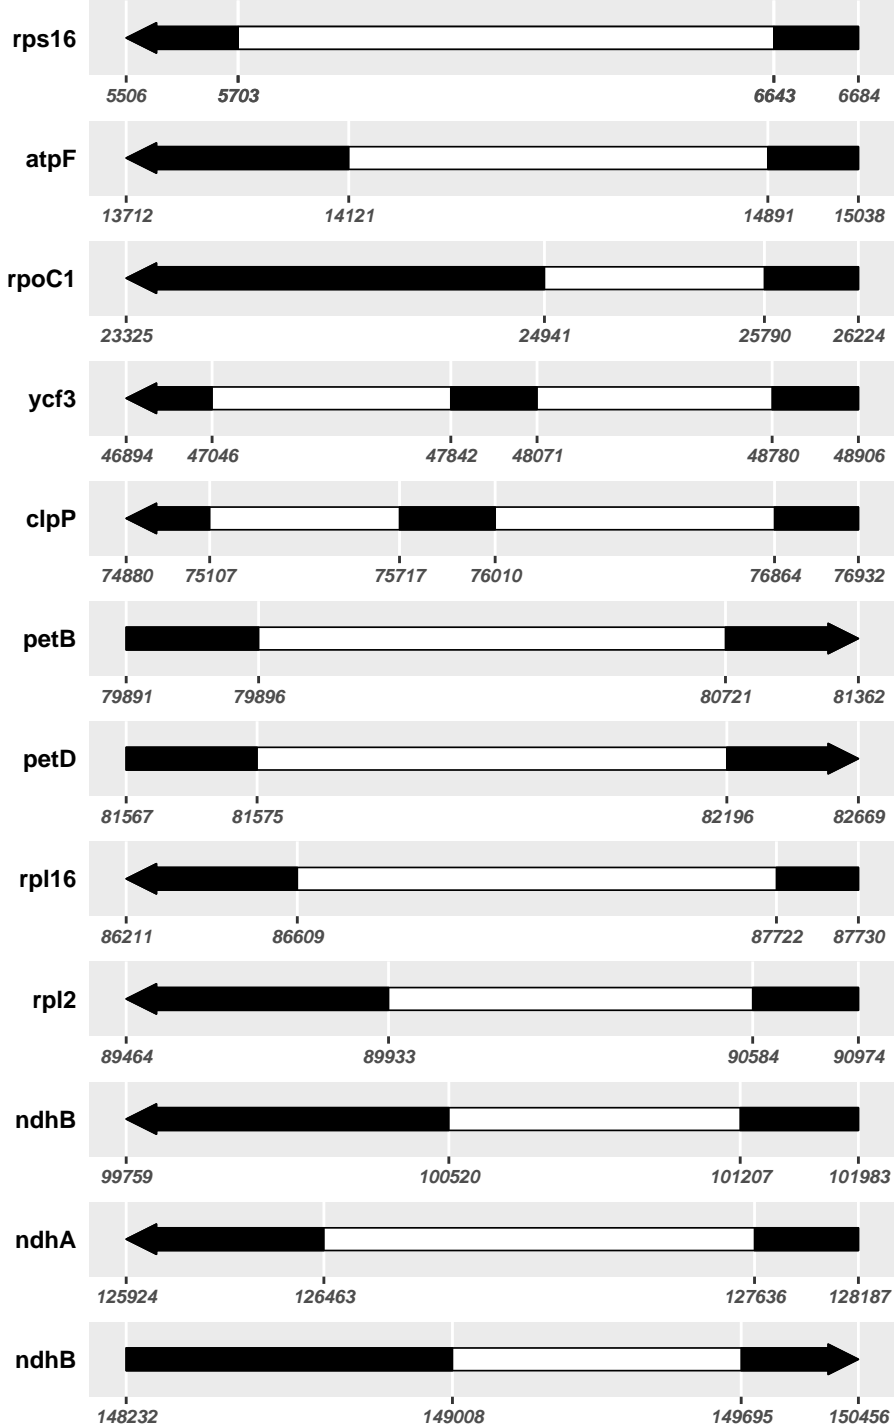 rps16
5506 5703 6643 6684
atpF
13712 14121 14891 15038
rpoC1
23325 24941 25790 26224
ycf3
46894 47046 47842 48071 48780 48906
clpP
74880 75107 75717 76010 76864 76932
petB
79891 79896 80721 81362
petD
81567 81575 82196 82669
rpl16
86211 86609 87722 87730
rpl2
89464 89933 90584 90974
ndhB
99759 100520 101207 101983
ndhA
125924 126463 127636 128187
ndhB
148232 149008 149695 150456